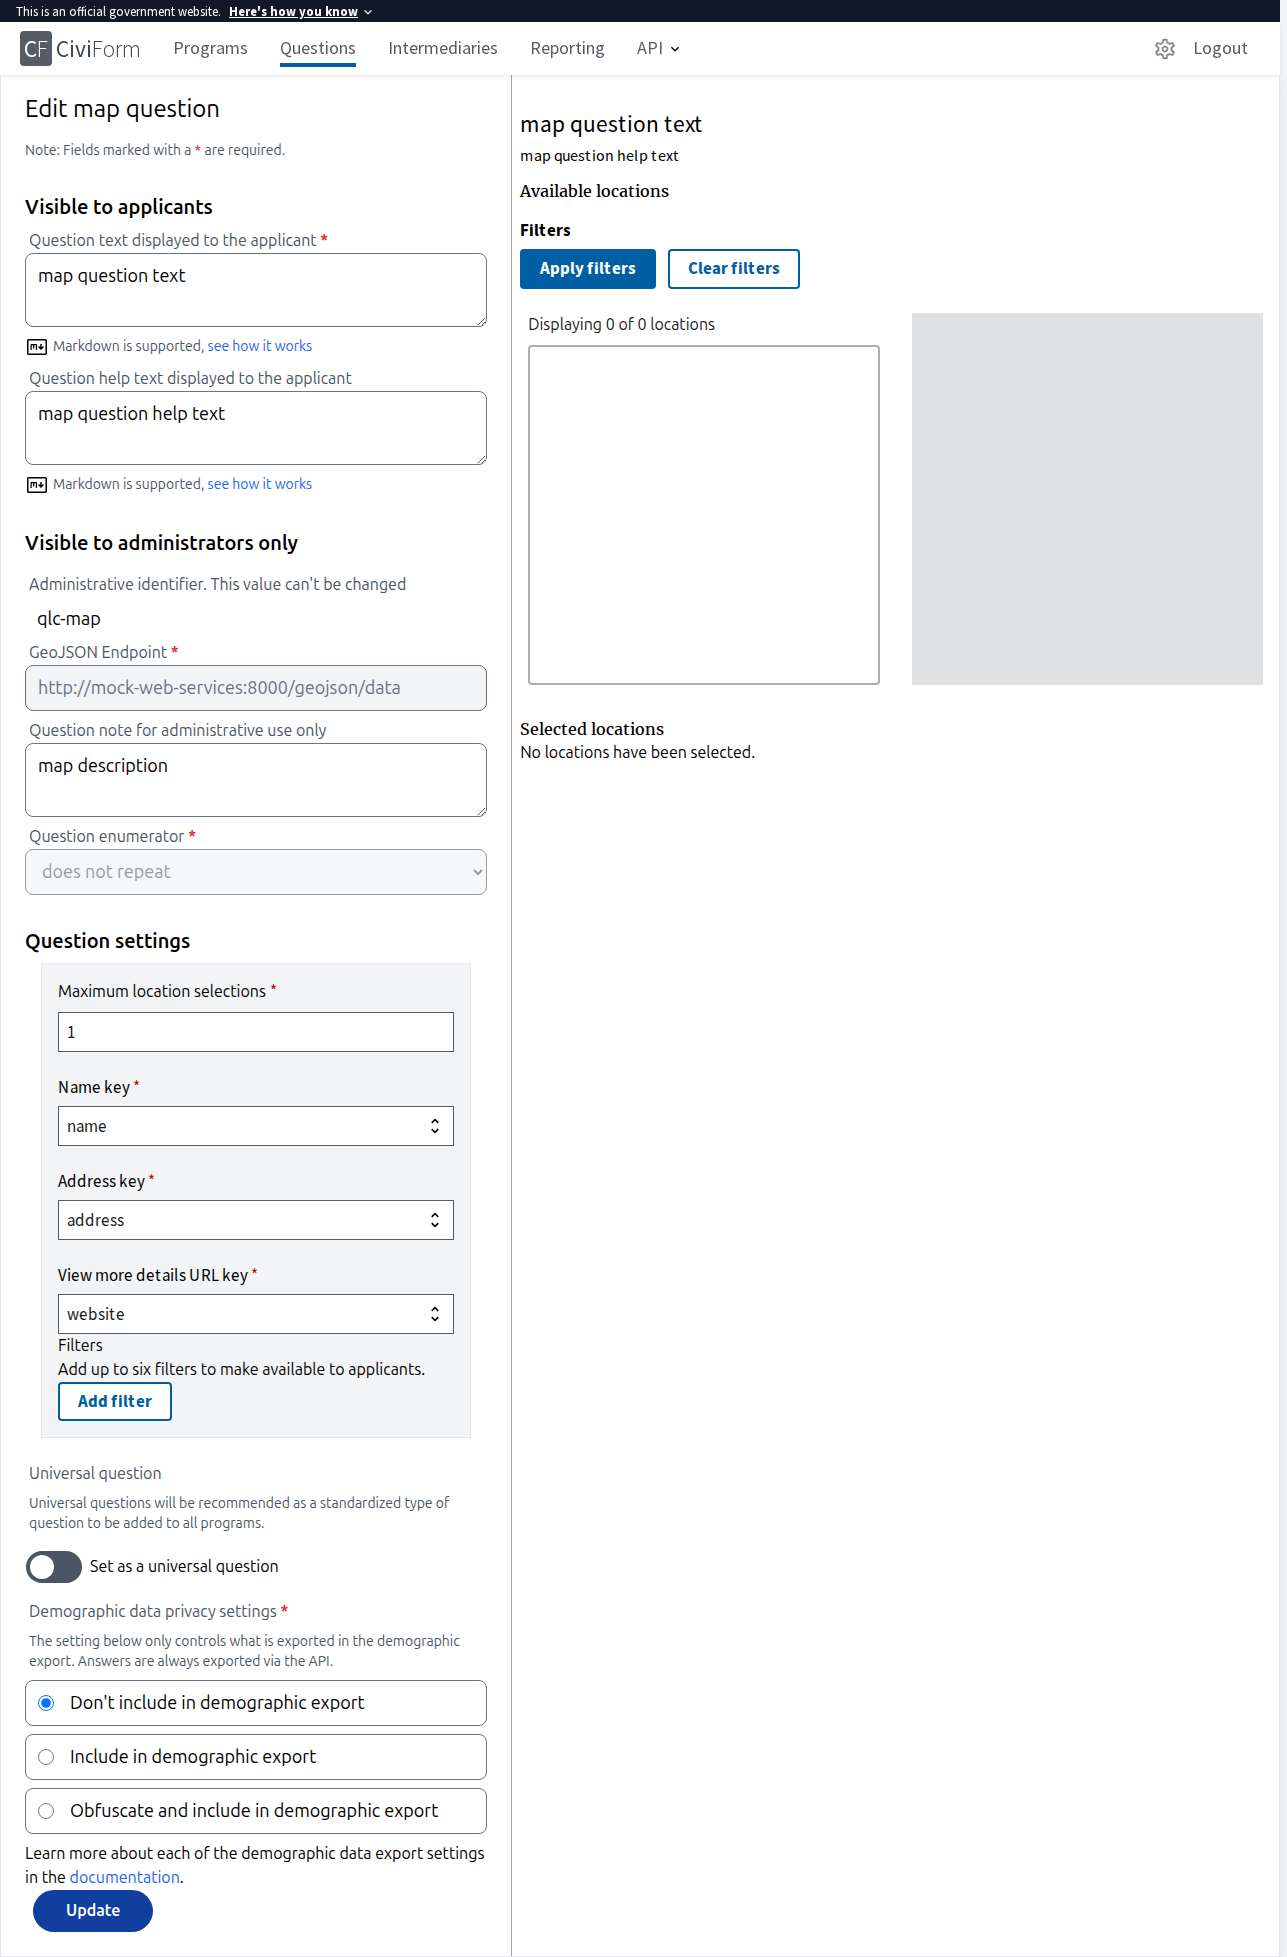 This is an official government website. Here's how you know
CF CiviForm Programs Questions Intermediaries Reporting API Logout
Edit map question
Note: Fields marked with a * are required.
Visible to applicants
Question text displayed to the applicant *
map question text
Markdown is supported, see how it works
Question help text displayed to the applicant
map question help text
Markdown is supported, see how it works
Visible to administrators only
Administrative identifier. This value can't be changed
qlc-map
GeoJSON Endpoint *
http://mock-web-services:8000/geojson/data
Question note for administrative use only
map description
Question enumerator *
does not repeat
Question settings
Maximum location selections *
1
Name key *
name
Address key *
address
View more details URL key *
website
Filters
Add up to six filters to make available to applicants.
Add filter
Universal question
Universal questions will be recommended as a standardized type of
question to be added to all programs.
Set as a universal question
Demographic data privacy settings *
The setting below only controls what is exported in the demographic
export. Answers are always exported via the API.
Don't include in demographic export
Include in demographic export
Obfuscate and include in demographic export
Learn more about each of the demographic data export settings
in the documentation.
Update
map question text
map question help text
Available locations
Filters
Apply filters Clear filters
Displaying 0 of 0 locations
Selected locations
No locations have been selected.